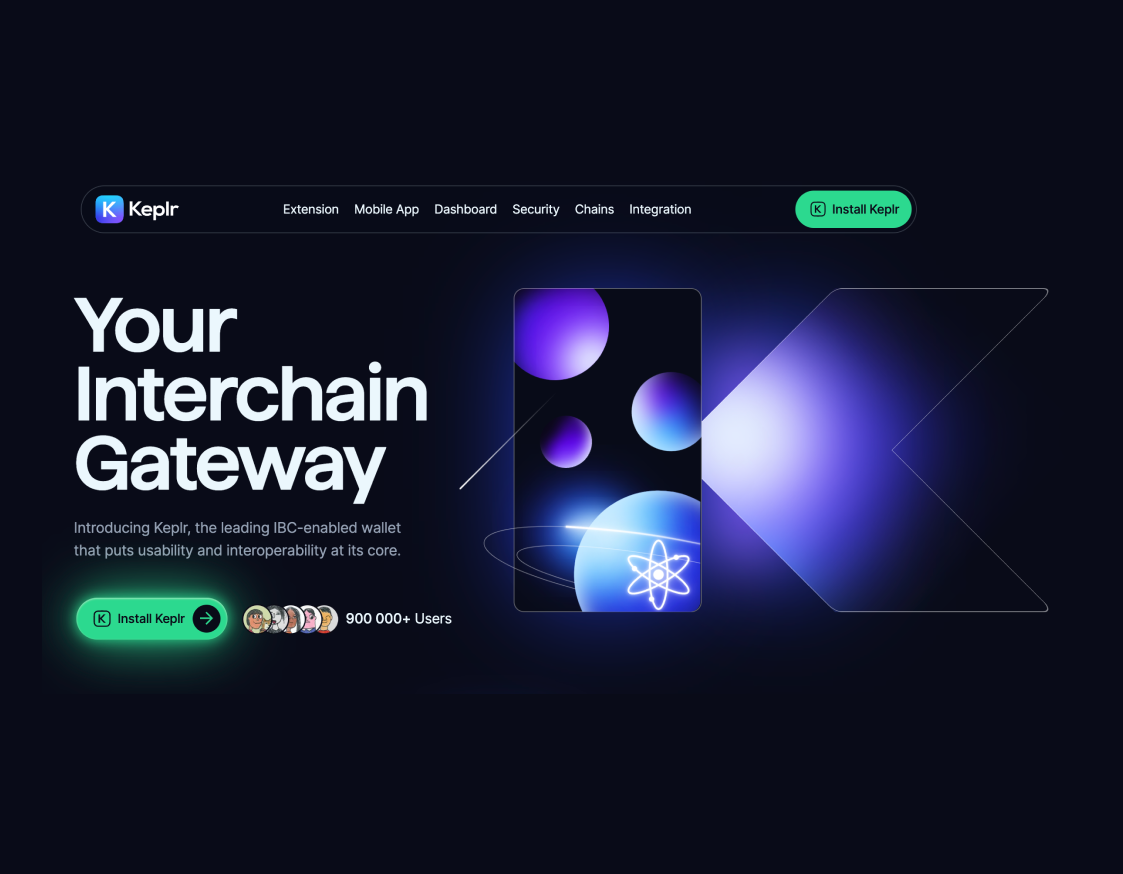 Keplr
Extension Mobile App Dashboard Security Chains Integration
K Install Keplr
Your
Interchain
Gateway
Introducing Keplr, the leading IBC-enabled wallet
that puts usability and interoperability at its core.
K Install Keplr
900 000+ Users